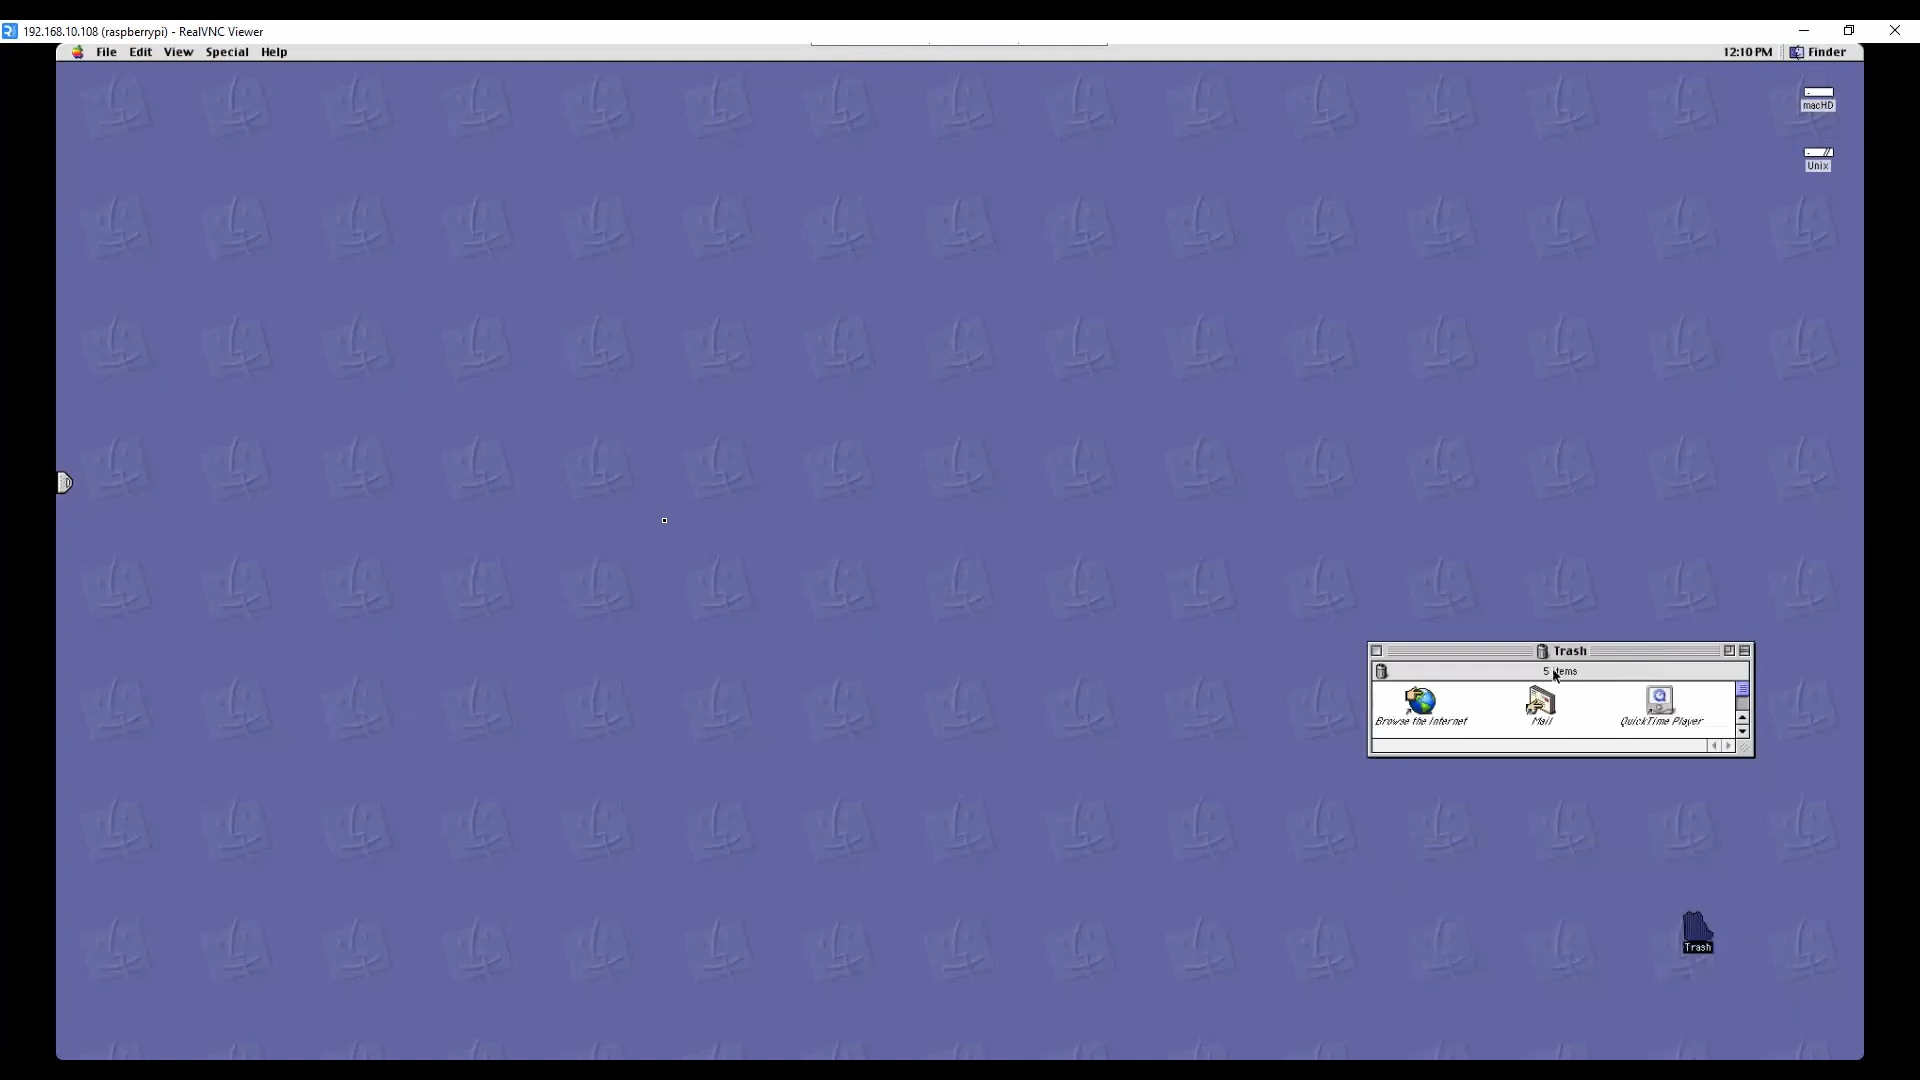 192.168.10.108 (raspberrypi) - RealVNC Viewer
File Edit View Special Help
12:10 PM Finder
macHD
Unix
Trash
5 items
Browse the Internet
Mail
QuickTime Player
Trash